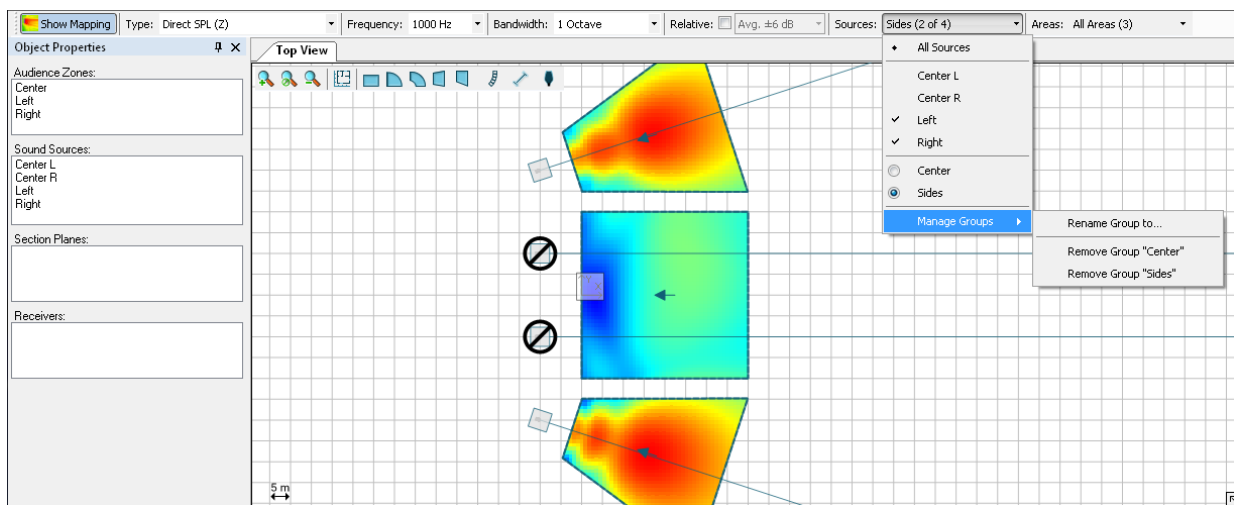 Show Mapping Type: Direct SPL (Z) Frequency: 1000 Hz Bandwidth: 1 Octave Relative: Avg. ±6 dB Sources: Sides (2 of 4) Areas: All Areas (3)
Object Properties
Top View
All Sources
Audience Zones:
Center
Left
Right
Center L
Center R
Left
Right
Sound Sources:
Center L
Center R
Left
Right
Center
Sides
Manage Groups
Rename Group to...
Remove Group "Center"
Remove Group "Sides"
Section Planes:
Receivers:
5 m